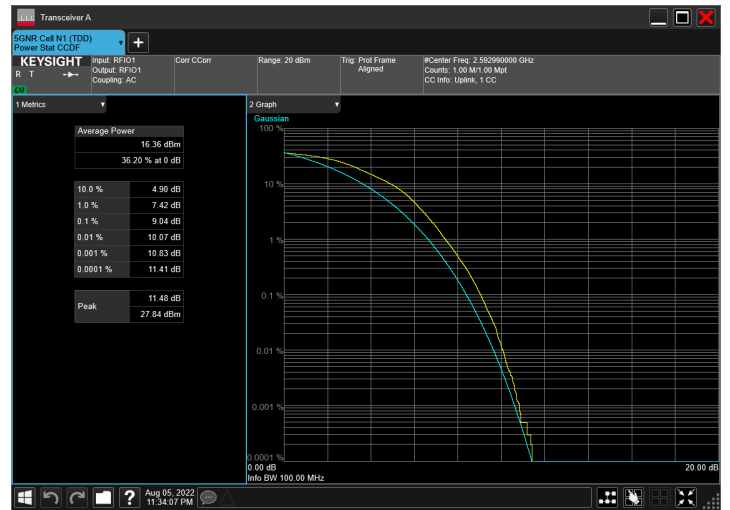 Transceiver A
5GNR Cell N1 (TDD)
Power Stat CCDF
KEYSIGHT
R T
LNI
Input: RFIO1
Output: RFIO1
Coupling: AC
Corr CCorr
Range: 20 dBm
Trig: Prot Frame
Aligned
#Center Freq: 2.592990000 GHz
Counts: 1.00 M/1.00 Mpt
CC Info: Uplink, 1 CC
1 Metrics
Average Power
16.36 dBm
36.20 % at 0 dB
10.0 % 4.90 dB
1.0 % 7.42 dB
0.1 % 9.04 dB
0.01 % 10.07 dB
0.001 % 10.83 dB
0.0001 % 11.41 dB
Peak
11.48 dB
27.84 dBm
2 Graph
Gaussian
100 %
10 %
1 %
0.1 %
0.01 %
0.001 %
0.0001 %
0.00 dB
20.00 dB
Info BW 100.00 MHz
?
Aug 05, 2022
11:34:07 PM